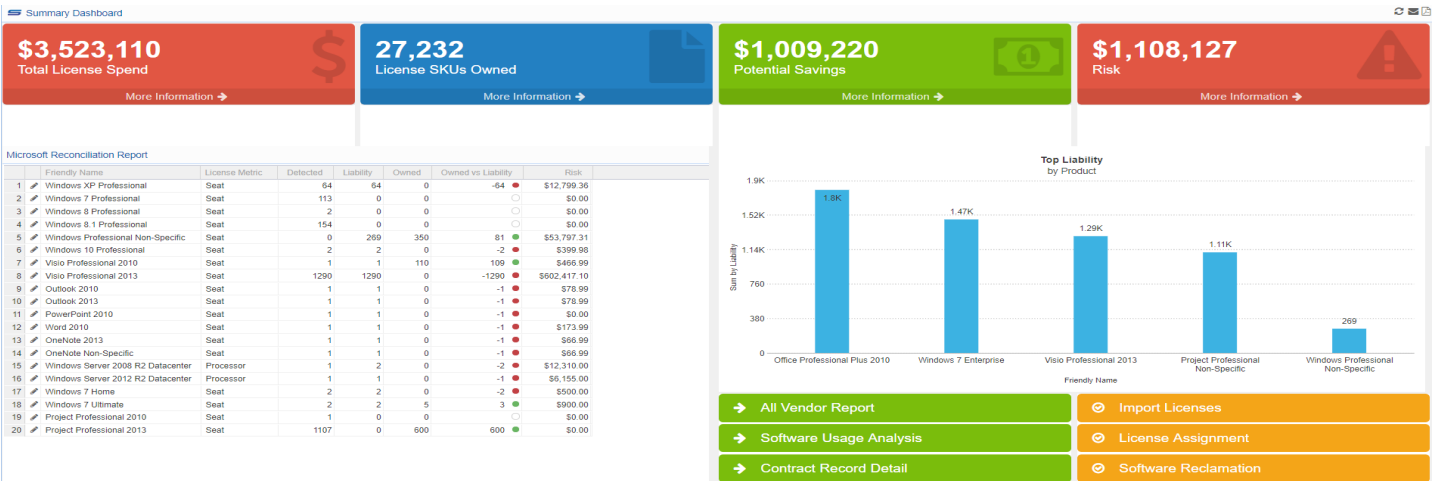 Summary Dashboard
$3,523,110
Total License Spend
More Information
27,232
License SKUs Owned
More Information
$1,009,220
Potential Savings
More Information
$1,108,127
Risk
More Information
Microsoft Reconciliation Report
Friendly Name License Metric Detected Liability Owned Owned vs Liability Risk
1 Windows XP Professional Seat 64 64 0 -64 $12,799.36
2 Windows 7 Professional Seat 113 0 0 $0.00
3 Windows 8 Professional Seat 2 0 0 $0.00
4 Windows 8.1 Professional Seat 154 0 0 $0.00
5 Windows Professional Non-Specific Seat 0 269 350 81 $53,797.31
6 Windows 10 Professional Seat 2 2 0 -2 $399.98
7 Visio Professional 2010 Seat 1 1 110 109 $466.99
8 Visio Professional 2013 Seat 1290 1290 0 -1290 $602,417.10
9 Outlook 2010 Seat 1 1 0 -1 $78.99
10 Outlook 2013 Seat 1 1 0 -1 $78.99
11 PowerPoint 2010 Seat 1 1 0 -1 $0.00
12 Word 2010 Seat 1 1 0 -1 $173.99
13 OneNote 2013 Seat 1 1 0 -1 $66.99
14 OneNote Non-Specific Seat 1 1 0 -1 $66.99
15 Windows Server 2008 R2 Datacenter Processor 1 2 0 -2 $12,310.00
16 Windows Server 2012 R2 Datacenter Processor 1 1 0 -1 $6,155.00
17 Windows 7 Home Seat 2 2 0 -2 $500.00
18 Windows 7 Ultimate Seat 2 2 5 3 $900.00
19 Project Professional 2010 Seat 1 0 0 $0.00
20 Project Professional 2013 Seat 1107 0 600 600 $0.00
Top Liability
by Product
Sum by Liability
1.9K
1.52K
1.14K
760
380
0
1.8K
1.47K
1.29K
1.11K
269
Office Professional Plus 2010
Windows 7 Enterprise
Visio Professional 2013
Project Professional
Non-Specific
Windows Professional
Non-Specific
Friendly Name
All Vendor Report
Import Licenses
Software Usage Analysis
License Assignment
Contract Record Detail
Software Reclamation